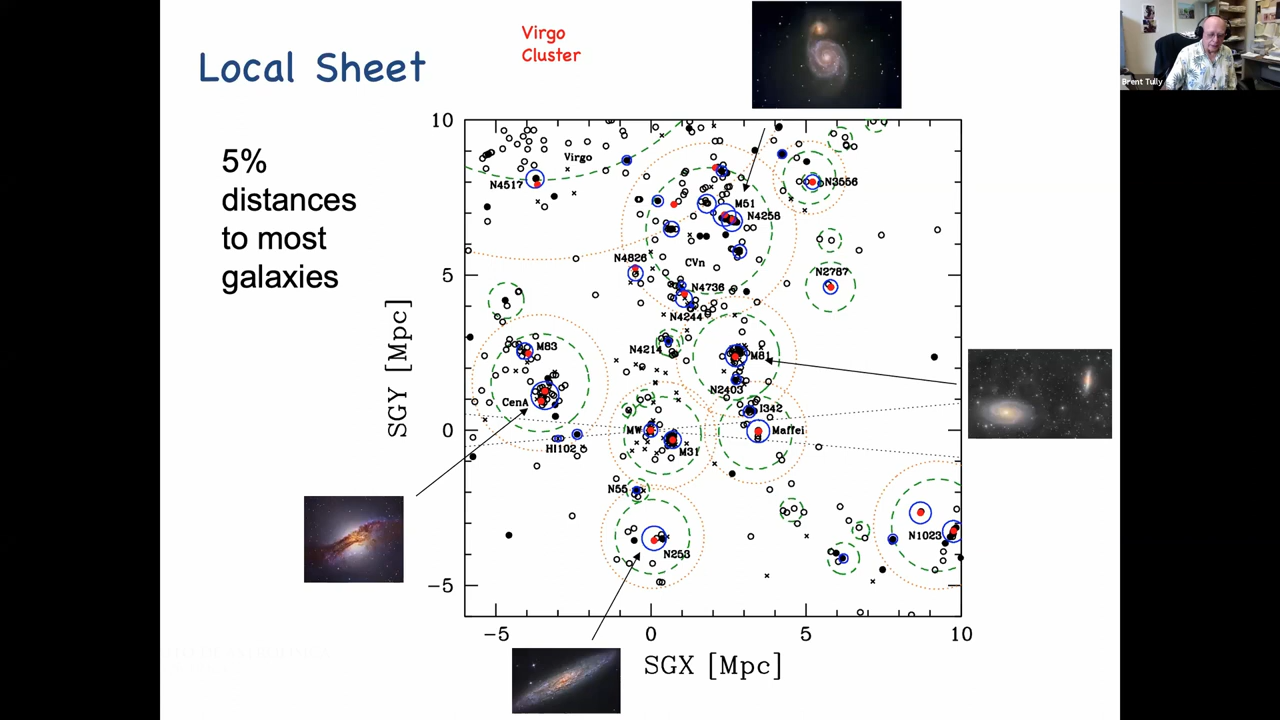 Local Sheet
Virgo
Cluster
Brent Tully
5%
distances
to most
galaxies
10
5
0
-5
SGY [Mpc]
Virgo
N4517
N3556
M51
N4258
CVn
N4826
N2787
N4736
N4244
N4214
M83
M81
N2403
CenA
I342
MW
Maffei
M31
HI102
N55
N1023
N253
-5
0
5
10
SGX [Mpc]